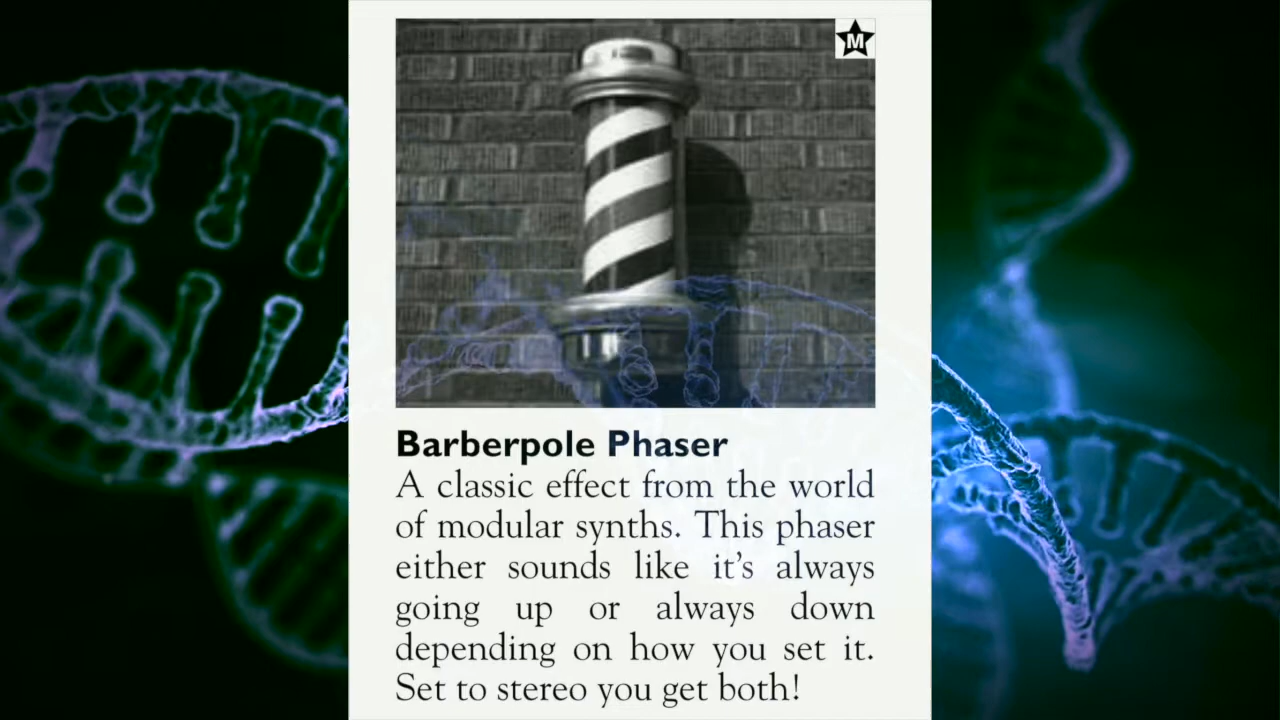 M
Barberpole Phaser
A classic effect from the world
of modular synths. This phaser
either sounds like it's always
going up or always down
depending on how you set it.
Set to stereo you get both!